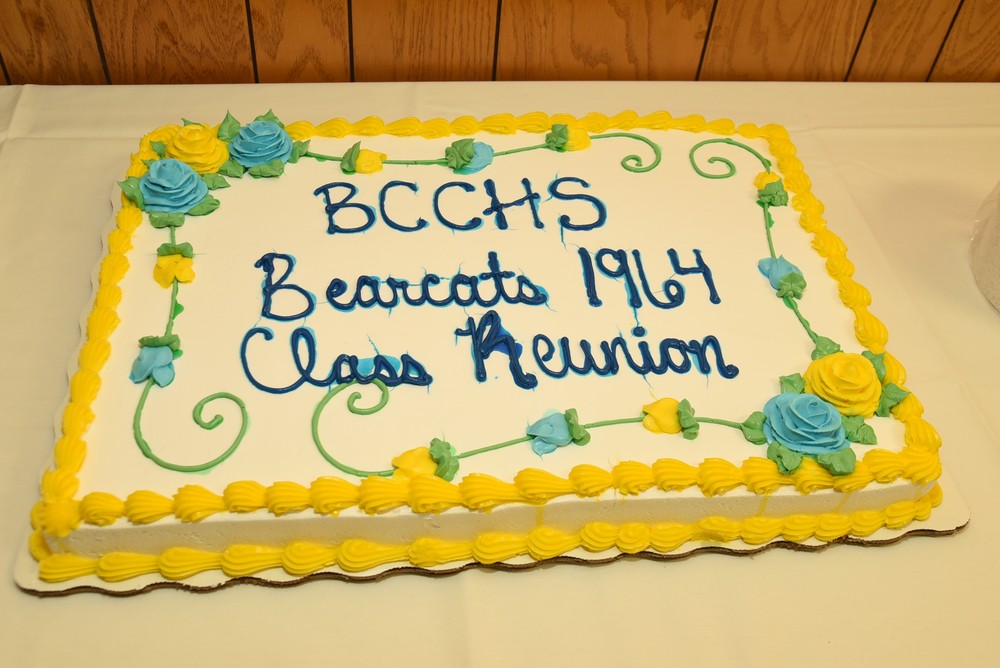 BCCHS
Bearcats 1964
Class Reunion